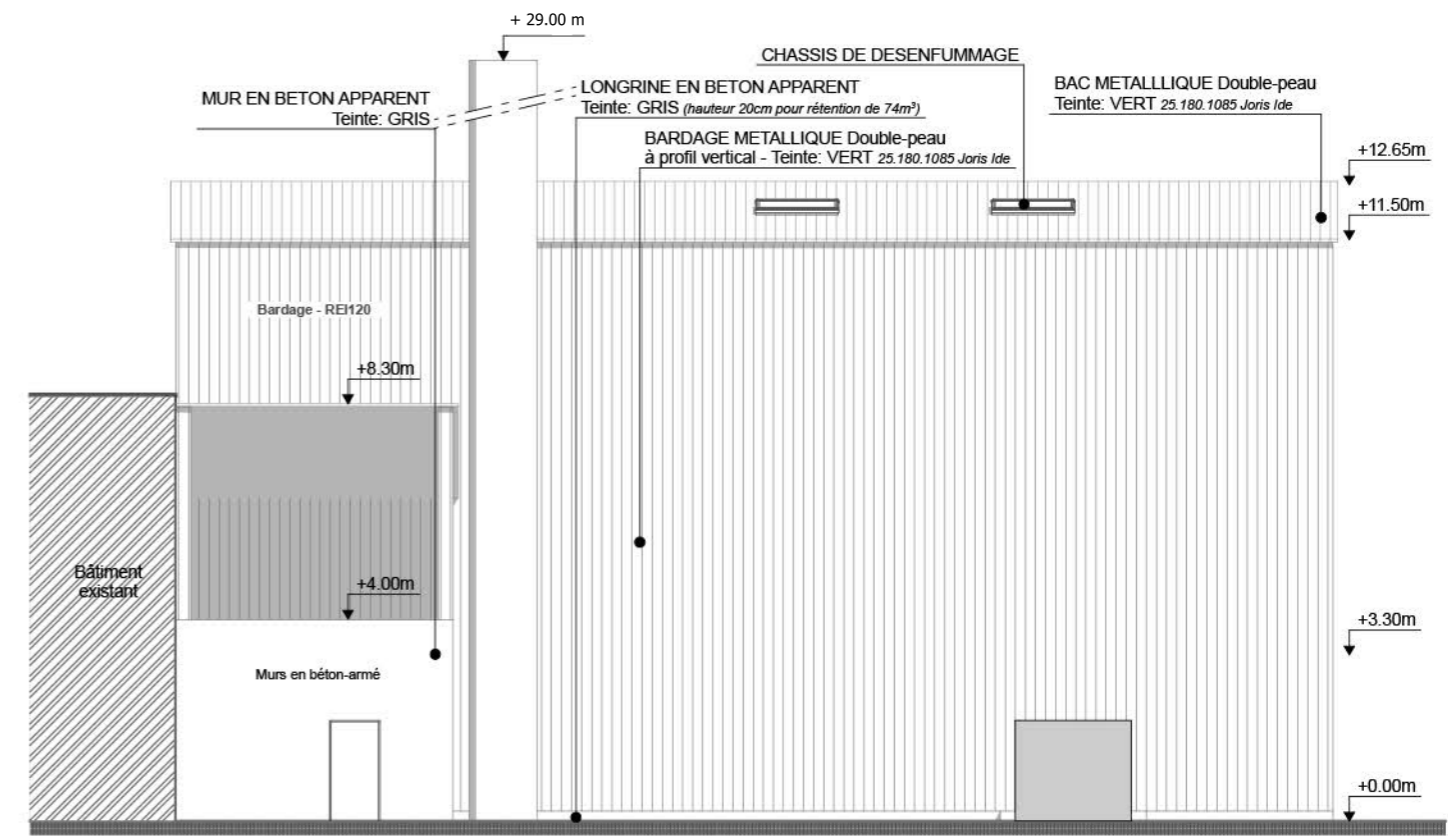 + 29.00 m
CHASSIS DE DESENFUMMAGE
MUR EN BETON APPARENT
Teinte: GRIS
LONGRINE EN BETON APPARENT
Teinte: GRIS (hauteur 20cm pour rétention de 74m³)
BAC METALLLIQUE Double-peau
Teinte: VERT 25.180.1085 Joris Ide
BARDAGE METALLIQUE Double-peau
à profil vertical - Teinte: VERT 25.180.1085 Joris Ide
+12.65m
+11.50m
Bardage - REI120
+8.30m
Bâtiment
existant
+4.00m
+3.30m
Murs en béton-armé
+0.00m